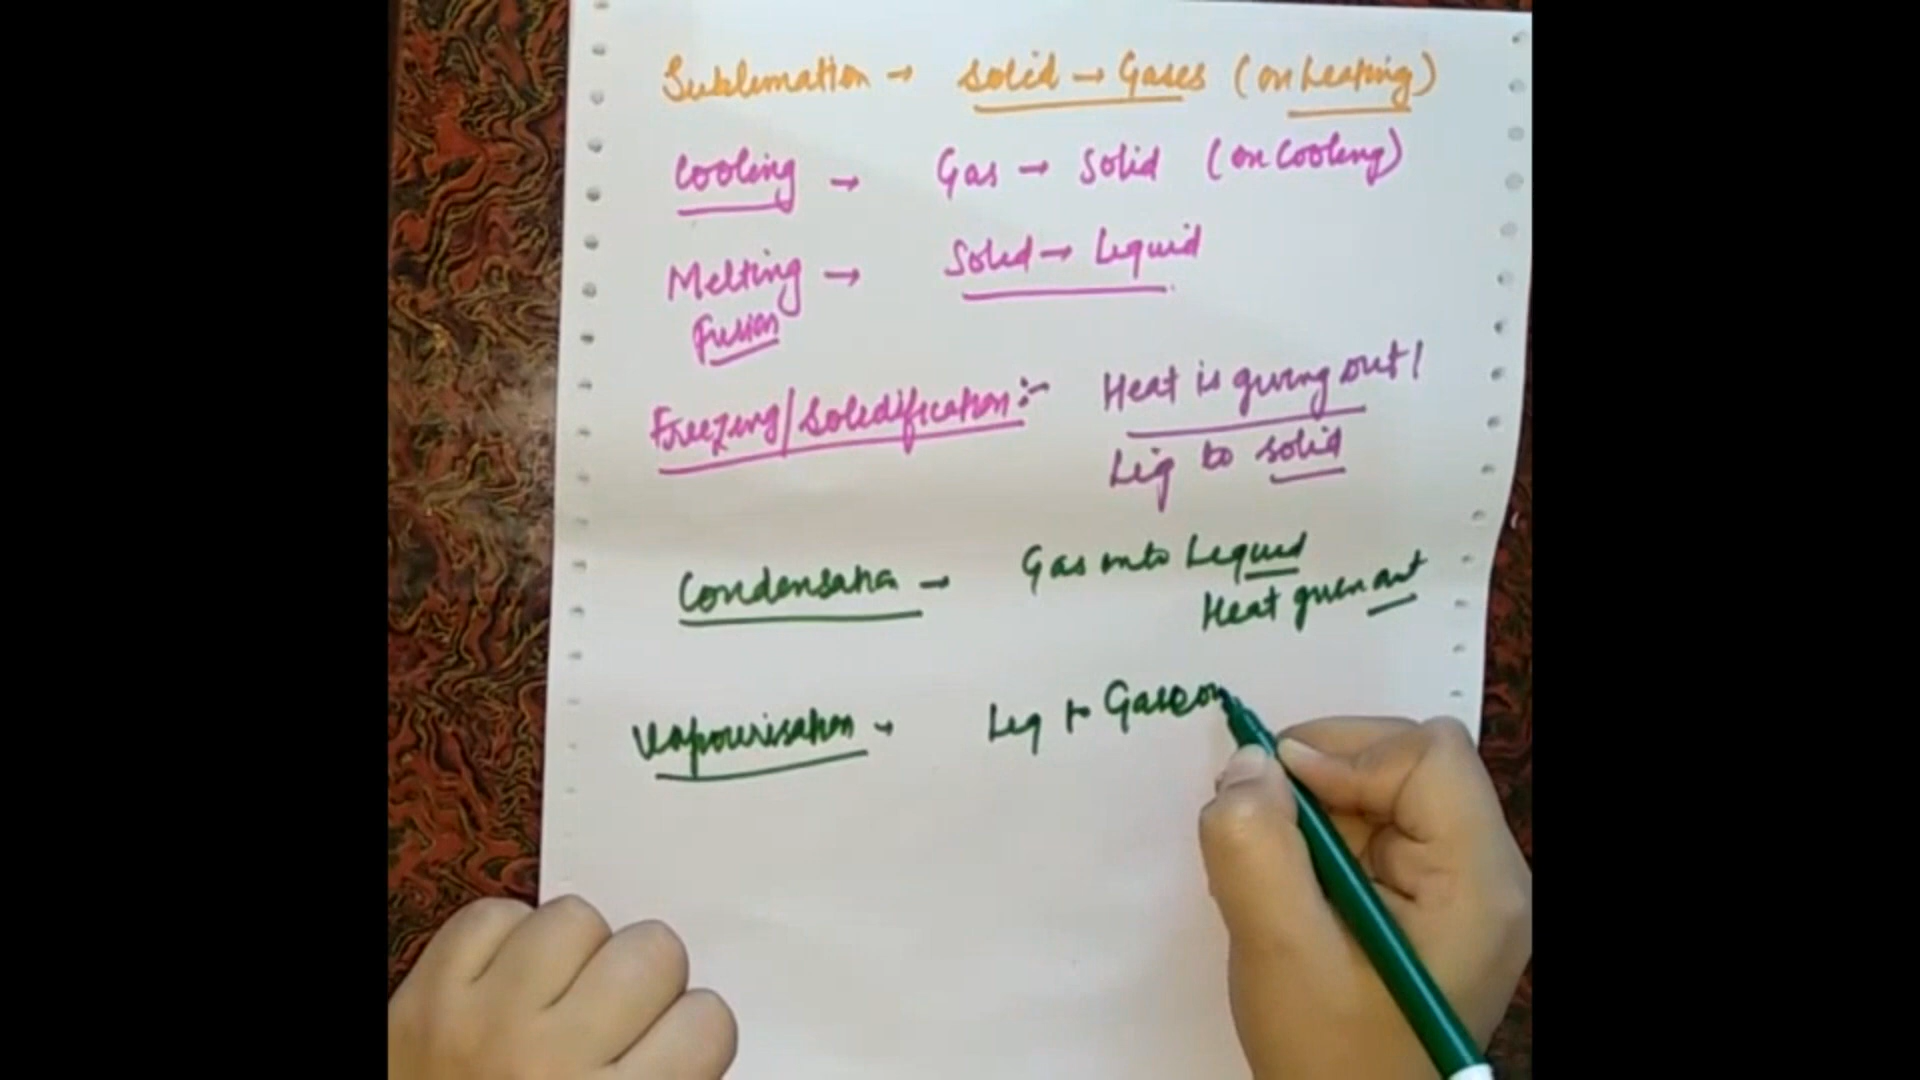 Sublimation → Solid → Gases (on heating)
Cooling → Gas → Solid (on cooling)
Melting → Solid → Liquid
Fusion
Freezing/Solidification:- Heat is giving out/
Liq to solid
Condensation → Gas into Liquid
Heat given out
Vapourisation → Liq to Gaseou